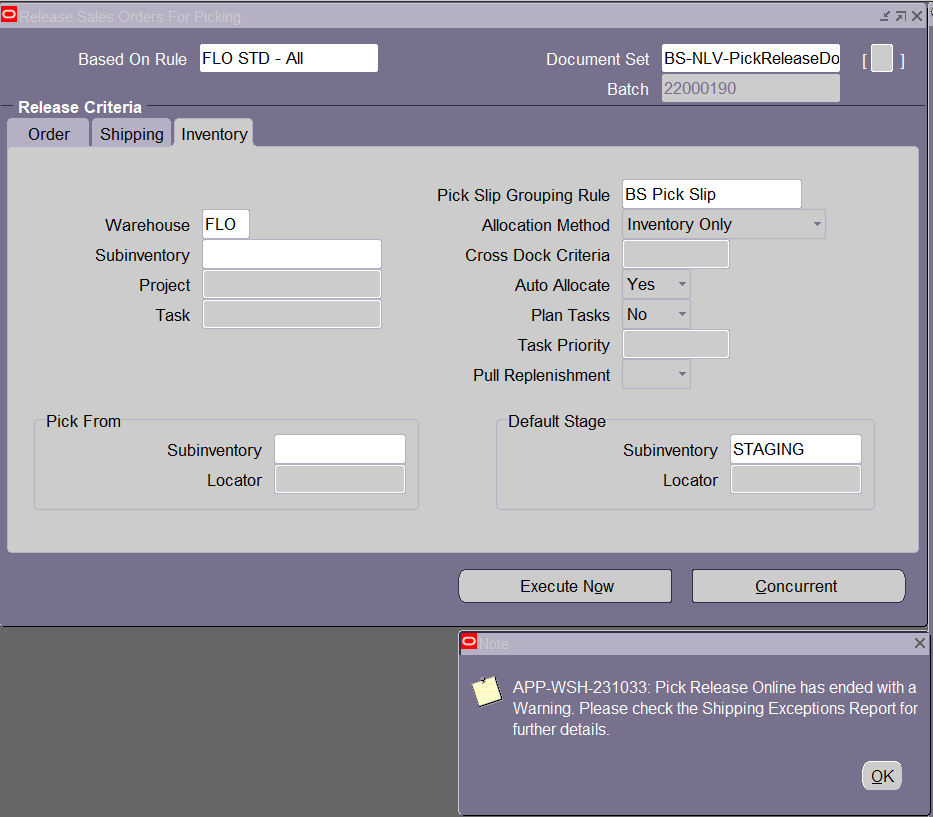 Release Sales Orders For Picking
Based On Rule FLO STD - All Document Set BS-NLV-PickReleaseDo [ ]
Batch 22000190
Release Criteria
Order Shipping Inventory
Pick Slip Grouping Rule BS Pick Slip
Warehouse FLO Allocation Method Inventory Only
Subinventory Cross Dock Criteria
Project Auto Allocate Yes
Task Plan Tasks No
Task Priority
Pull Replenishment
Pick From Default Stage
Subinventory Subinventory STAGING
Locator Locator
Execute Now Concurrent
Note
APP-WSH-231033: Pick Release Online has ended with a
Warning. Please check the Shipping Exceptions Report for
further details.
OK